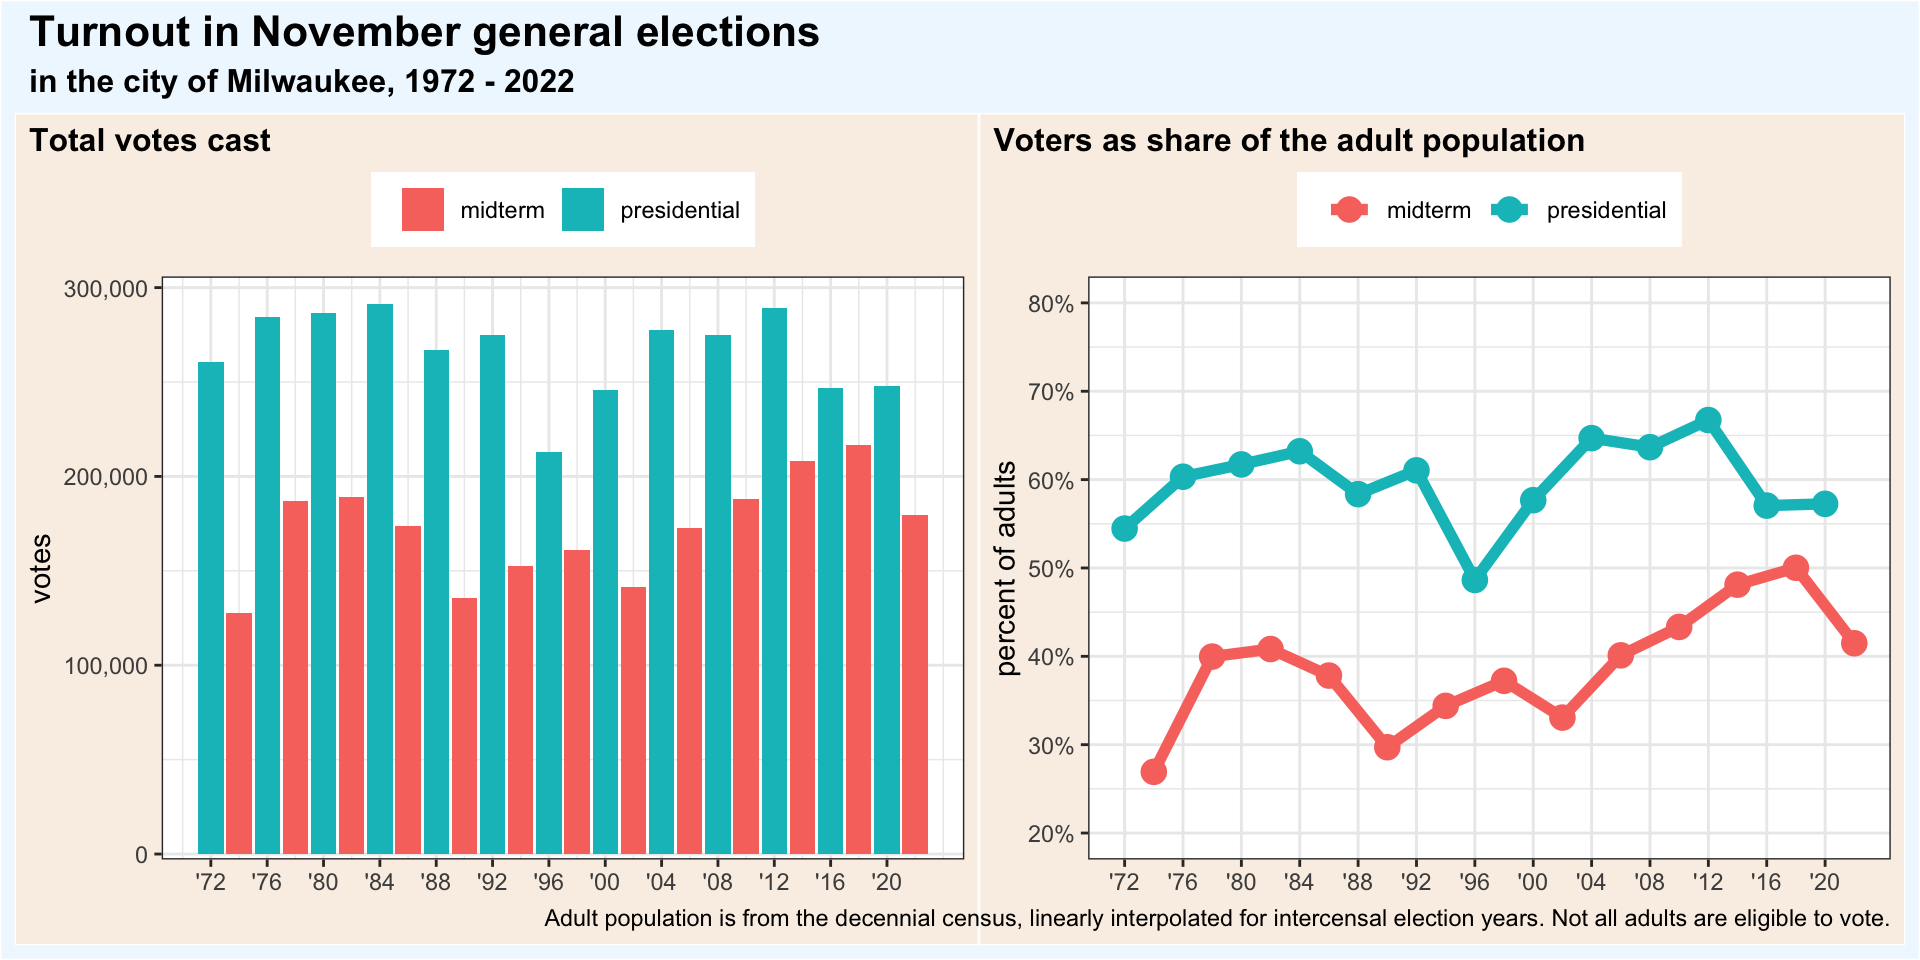 Turnout in November general elections
in the city of Milwaukee, 1972 - 2022
Total votes cast
midterm presidential
votes
300,000
200,000
100,000
0
'72 '76 '80 '84 '88 '92 '96 '00 '04 '08 '12 '16 '20
Voters as share of the adult population
midterm presidential
percent of adults
80%
70%
60%
50%
40%
30%
20%
'72 '76 '80 '84 '88 '92 '96 '00 '04 '08 '12 '16 '20
Adult population is from the decennial census, linearly interpolated for intercensal election years. Not all adults are eligible to vote.